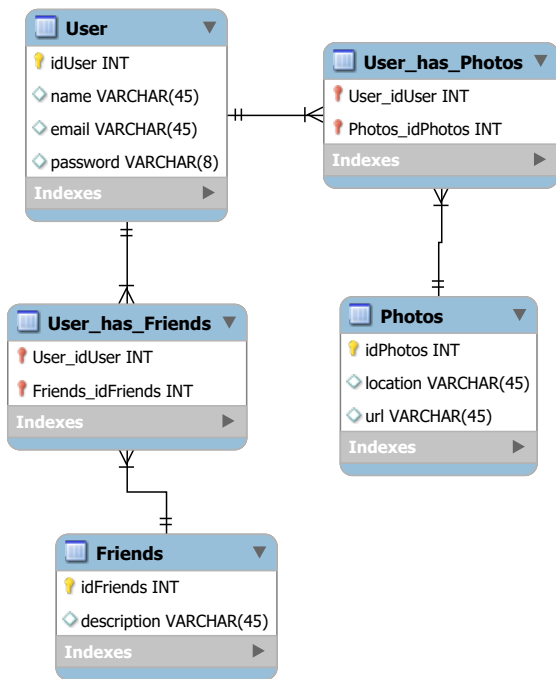 User
idUser INT
name VARCHAR(45)
email VARCHAR(45)
password VARCHAR(8)
Indexes
User_has_Photos
User_idUser INT
Photos_idPhotos INT
Indexes
User_has_Friends
User_idUser INT
Friends_idFriends INT
Indexes
Photos
idPhotos INT
location VARCHAR(45)
url VARCHAR(45)
Indexes
Friends
idFriends INT
description VARCHAR(45)
Indexes